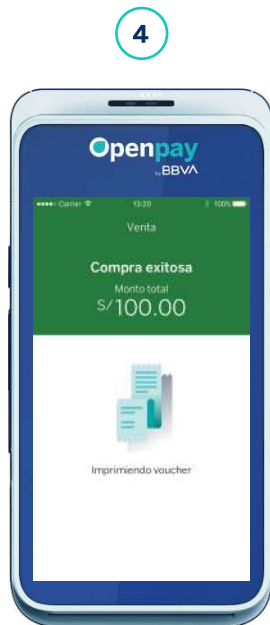 4
Openpay
by BBVA
Carrier 13:20 100%
Venta
Compra exitosa
Monto total
S/100.00
Imprimiendo voucher